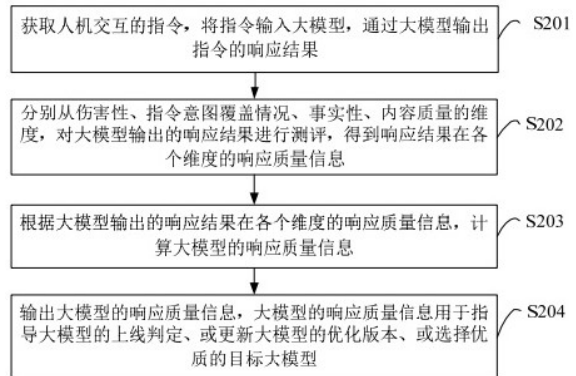 获取人机交互的指令，将指令输入大模型，通过大模型输出
指令的响应结果
S201
分别从伤害性、指令意图覆盖情况、事实性、内容质量的维
度，对大模型输出的响应结果进行测评，得到响应结果在各
个维度的响应质量信息
S202
根据大模型输出的响应结果在各个维度的响应质量信息，计
算大模型的响应质量信息
S203
输出大模型的响应质量信息，大模型的响应质量信息用于指
导大模型的上线判定、或更新大模型的优化版本、或选择优
质的目标大模型
S204